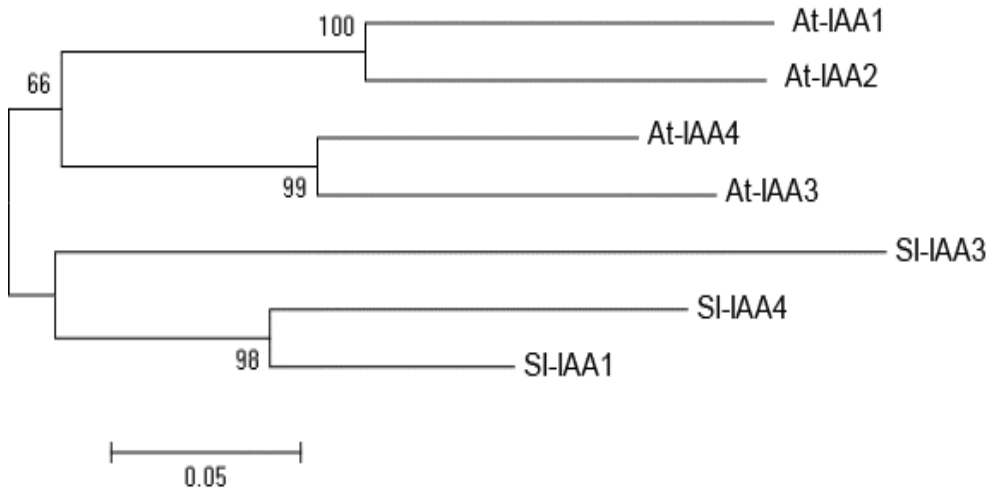 100
At-IAA1
66
At-IAA2
At-IAA4
99
At-IAA3
Sl-IAA3
Sl-IAA4
98
Sl-IAA1
0.05